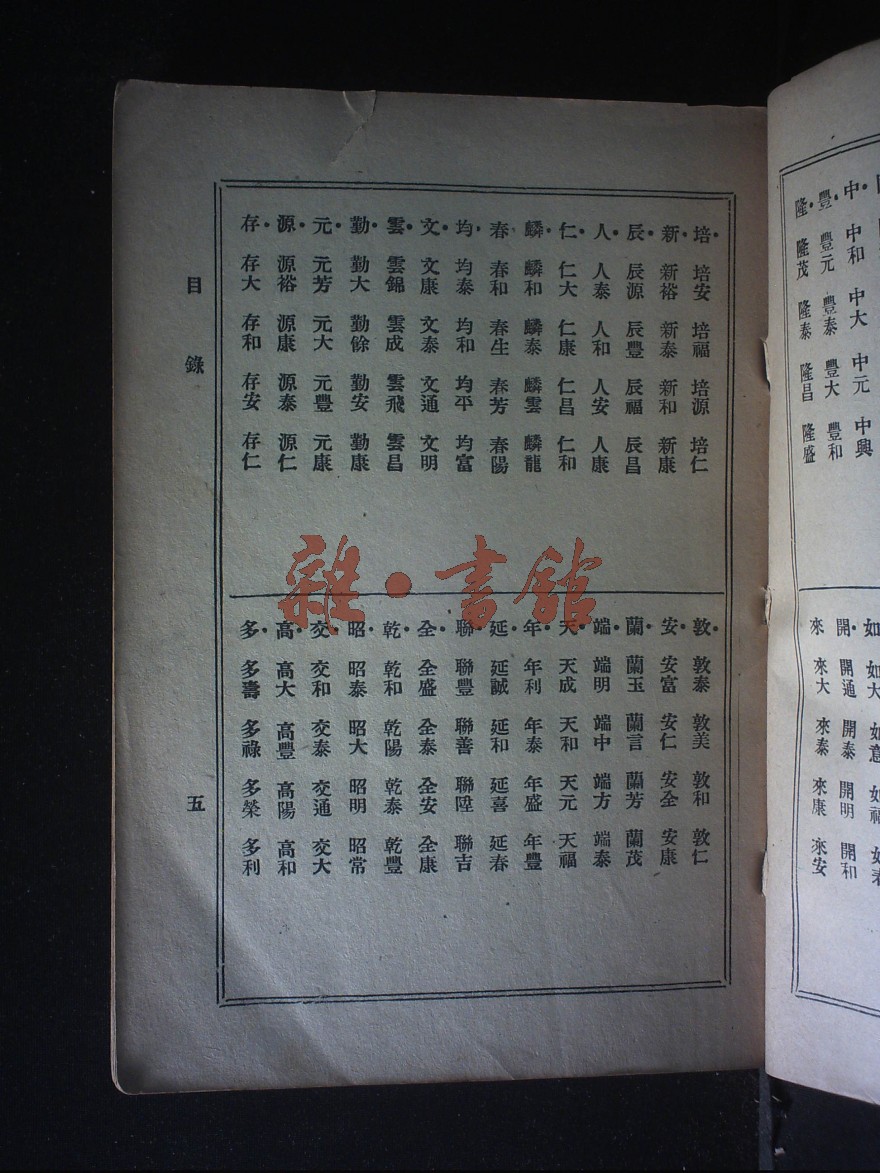 培• 培安 培福 培源 培仁
新• 新裕 新泰 新和 新康
辰• 辰源 辰豐 辰福 辰昌
人• 人泰 人和 人安 人康
仁• 仁大 仁康 仁昌 仁和
麟• 麟和 麟泰 麟雲 麟龍
春• 春和 春生 春芳 春陽
均• 均泰 均和 均平 均富
文• 文康 文泰 文通 文明
雲• 雲錦 雲成 雲飛 雲昌
勤• 勤大 勤餘 勤安 勤康
元• 元芳 元大 元豐 元康
源• 源裕 源康 源泰 源仁
存• 存大 存和 存安 存仁
敦• 敦泰 敦美 敦和 敦仁
安• 安富 安仁 安全 安康
蘭• 蘭玉 蘭言 蘭芳 蘭茂
端• 端明 端中 端方 端泰
天• 天成 天和 天元 天福
年• 年利 年泰 年盛 年豐
延• 延誠 延和 延喜 延春
聯• 聯豐 聯善 聯陞 聯吉
全• 全盛 全泰 全安 全康
乾• 乾和 乾陽 乾泰 乾豐
昭• 昭泰 昭大 昭明 昭常
交• 交和 交泰 交通 交大
高• 高大 高豐 高陽 高和
多• 多壽 多祿 多榮 多利
目錄
五
中• 中和 中大 中元 中興
豐• 豐元 豐泰 豐大 豐和
隆• 隆茂 隆泰 隆昌 隆盛
如 如大 如意 如福
開• 開通 開泰 開明 開和
來 來大 來泰 來康 來安
雜•書館